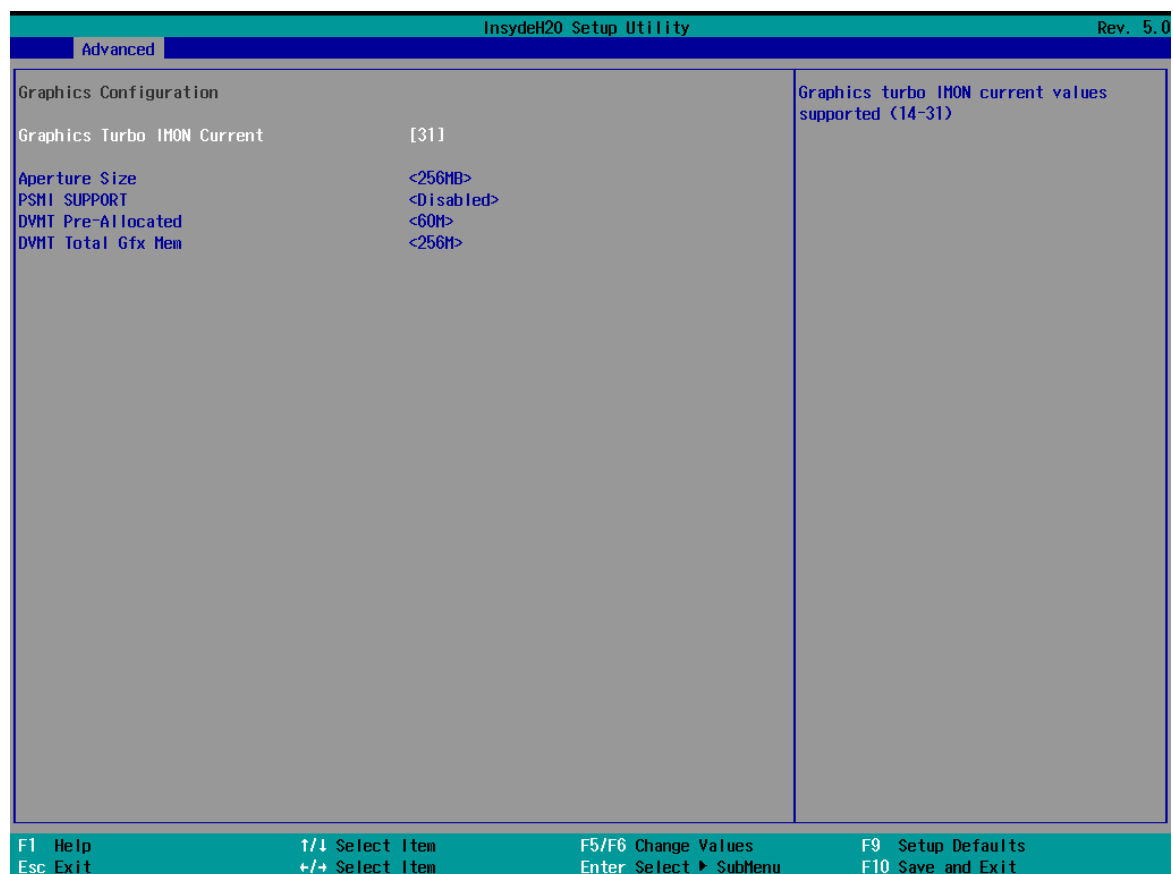 InsydeH20 Setup Utility Rev. 5.0
Advanced
Graphics Configuration
Graphics Turbo IMON Current [31]
Aperture Size <256MB>
PSMI SUPPORT <Disabled>
DVMT Pre-Allocated <60M>
DVMT Total Gfx Mem <256M>
Graphics turbo IMON current values
supported (14-31)
F1 Help ↑/↓ Select Item F5/F6 Change Values F9 Setup Defaults
Esc Exit ←/→ Select Item Enter Select ▶ SubMenu F10 Save and Exit